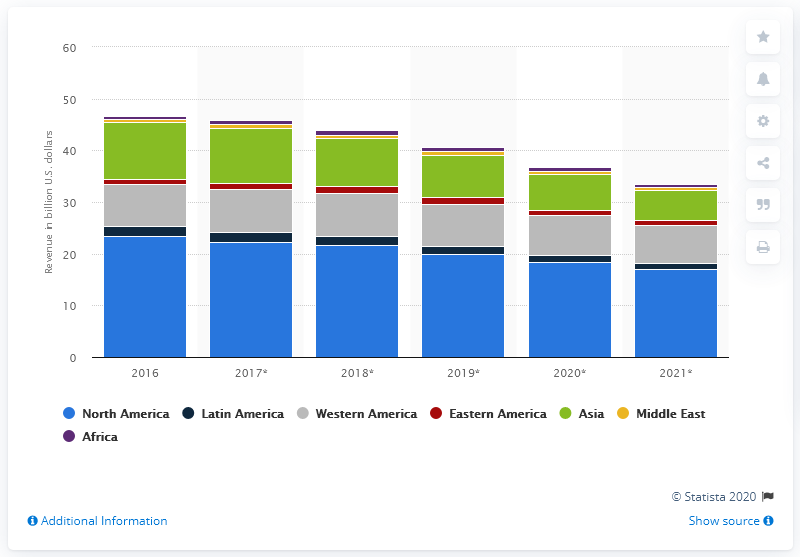 Revenue in billion U.S. dollars
60
50
40
30
20
10
0
2016 2017* 2018* 2019* 2020* 2021*
North America Latin America Western America Eastern America Asia Middle East
Africa
© Statista 2020
Additional Information Show source